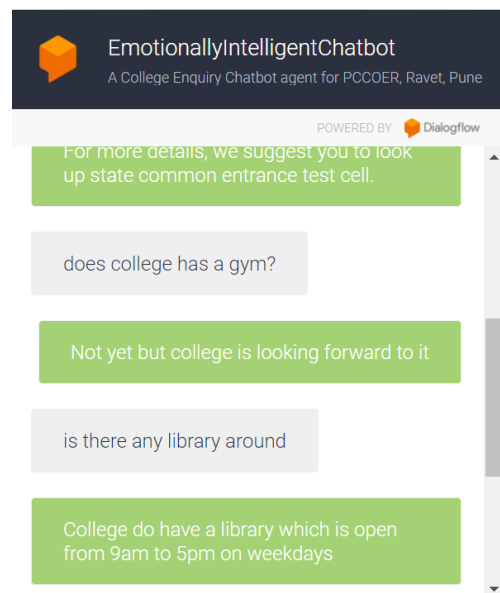 EmotionallyIntelligentChatbot
A College Enquiry Chatbot agent for PCCOER, Ravet, Pune
POWERED BY Dialogflow
For more details, we suggest you to look
up state common entrance test cell.
does college has a gym?
Not yet but college is looking forward to it
is there any library around
College do have a library which is open
from 9am to 5pm on weekdays